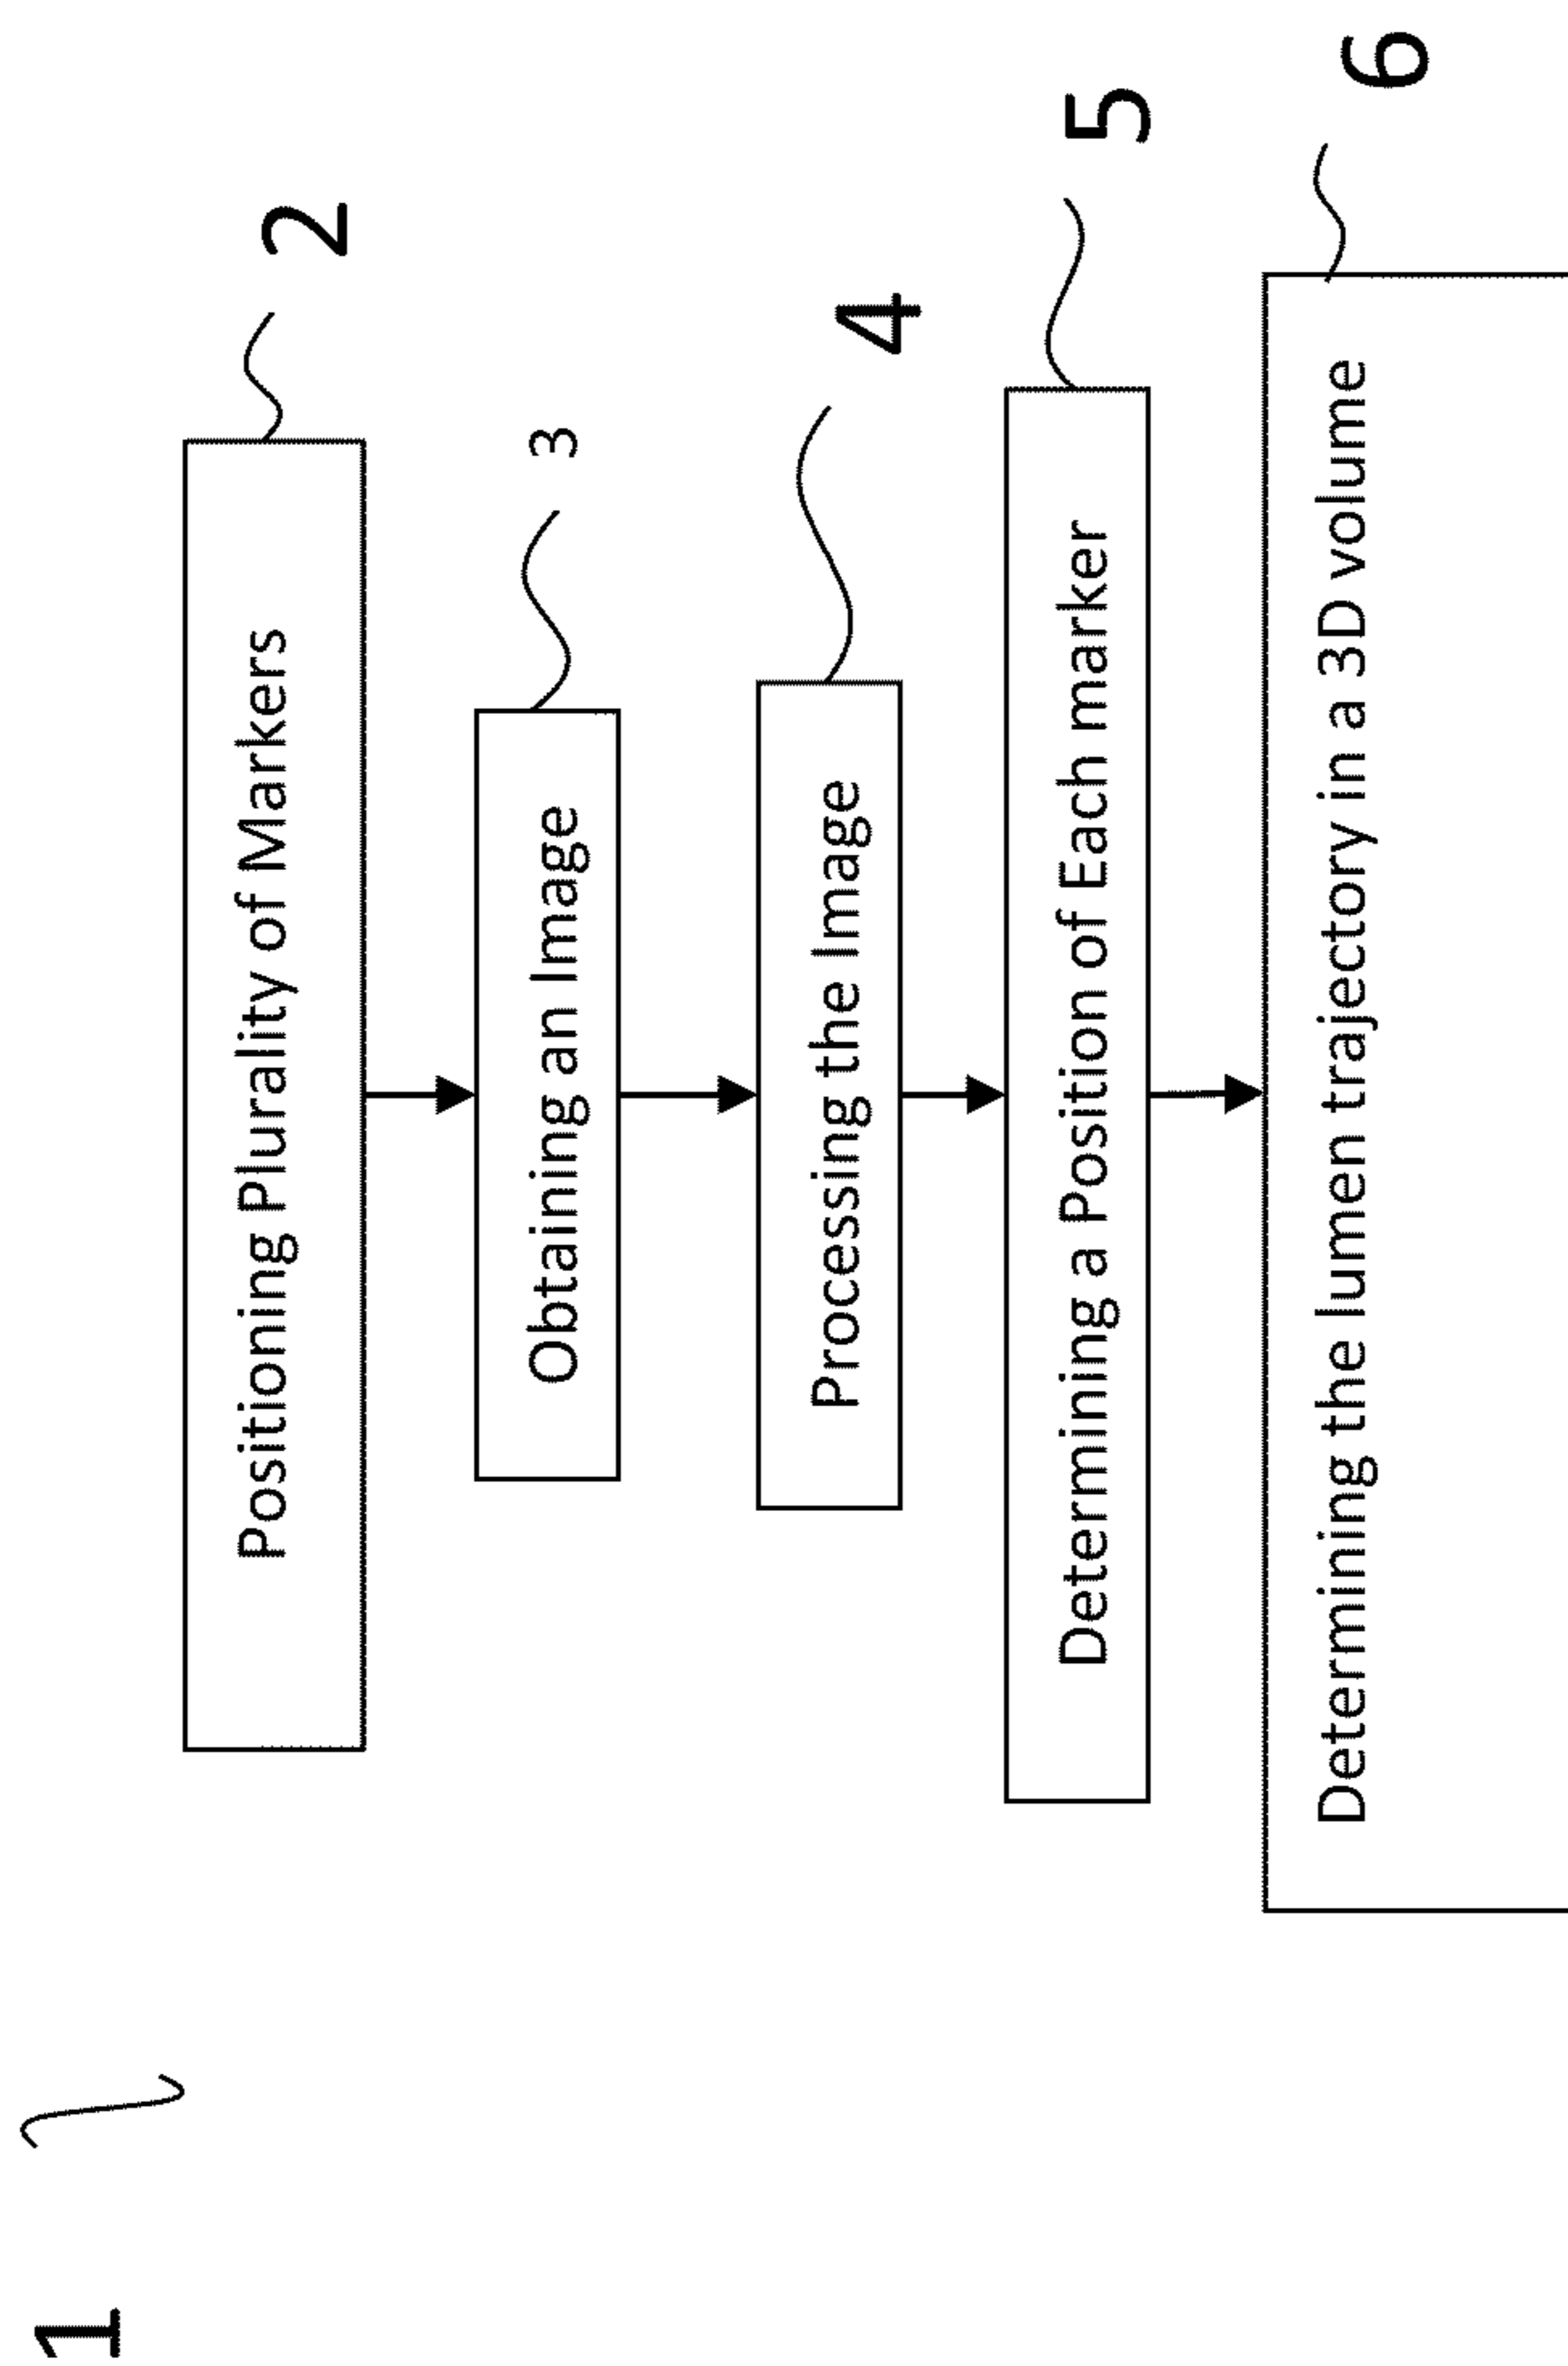 1
2
Positioning Plurality of Markers
3
Obtaining an Image
4
Processing the Image
5
Determining a Position of Each marker
6
Determining the lumen trajectory in a 3D volume